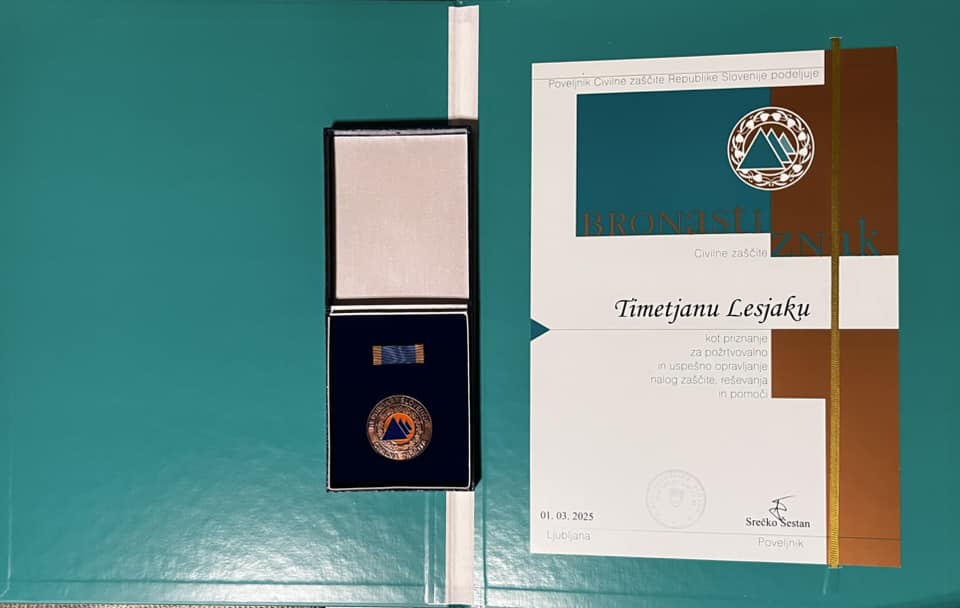 Poveljnik Civilne zaščite Republike Slovenije podeljuje
BRONasti
ZNak
Civilne zaščite
Timetjanu Lesjaku
kot priznanje
za požrtvovalno
in uspešno opravljanje
nalog zaščite, reševanja
in pomoči
01. 03. 2025
Srečko Šestan
Ljubljana
Poveljnik